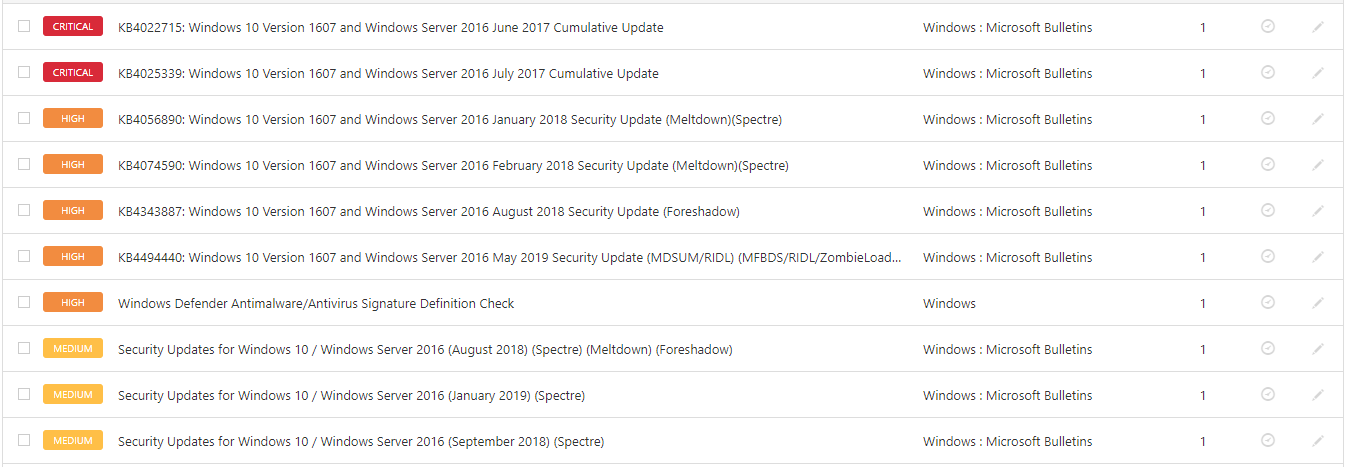 CRITICAL KB4022715: Windows 10 Version 1607 and Windows Server 2016 June 2017 Cumulative Update Windows : Microsoft Bulletins 1
CRITICAL KB4025339: Windows 10 Version 1607 and Windows Server 2016 July 2017 Cumulative Update Windows : Microsoft Bulletins 1
HIGH KB4056890: Windows 10 Version 1607 and Windows Server 2016 January 2018 Security Update (Meltdown)(Spectre) Windows : Microsoft Bulletins 1
HIGH KB4074590: Windows 10 Version 1607 and Windows Server 2016 February 2018 Security Update (Meltdown)(Spectre) Windows : Microsoft Bulletins 1
HIGH KB4343887: Windows 10 Version 1607 and Windows Server 2016 August 2018 Security Update (Foreshadow) Windows : Microsoft Bulletins 1
HIGH KB4494440: Windows 10 Version 1607 and Windows Server 2016 May 2019 Security Update (MDSUM/RIDL) (MFBDS/RIDL/ZombieLoad... Windows : Microsoft Bulletins 1
HIGH Windows Defender Antimalware/Antivirus Signature Definition Check Windows 1
MEDIUM Security Updates for Windows 10 / Windows Server 2016 (August 2018) (Spectre) (Meltdown) (Foreshadow) Windows : Microsoft Bulletins 1
MEDIUM Security Updates for Windows 10 / Windows Server 2016 (January 2019) (Spectre) Windows : Microsoft Bulletins 1
MEDIUM Security Updates for Windows 10 / Windows Server 2016 (September 2018) (Spectre) Windows : Microsoft Bulletins 1